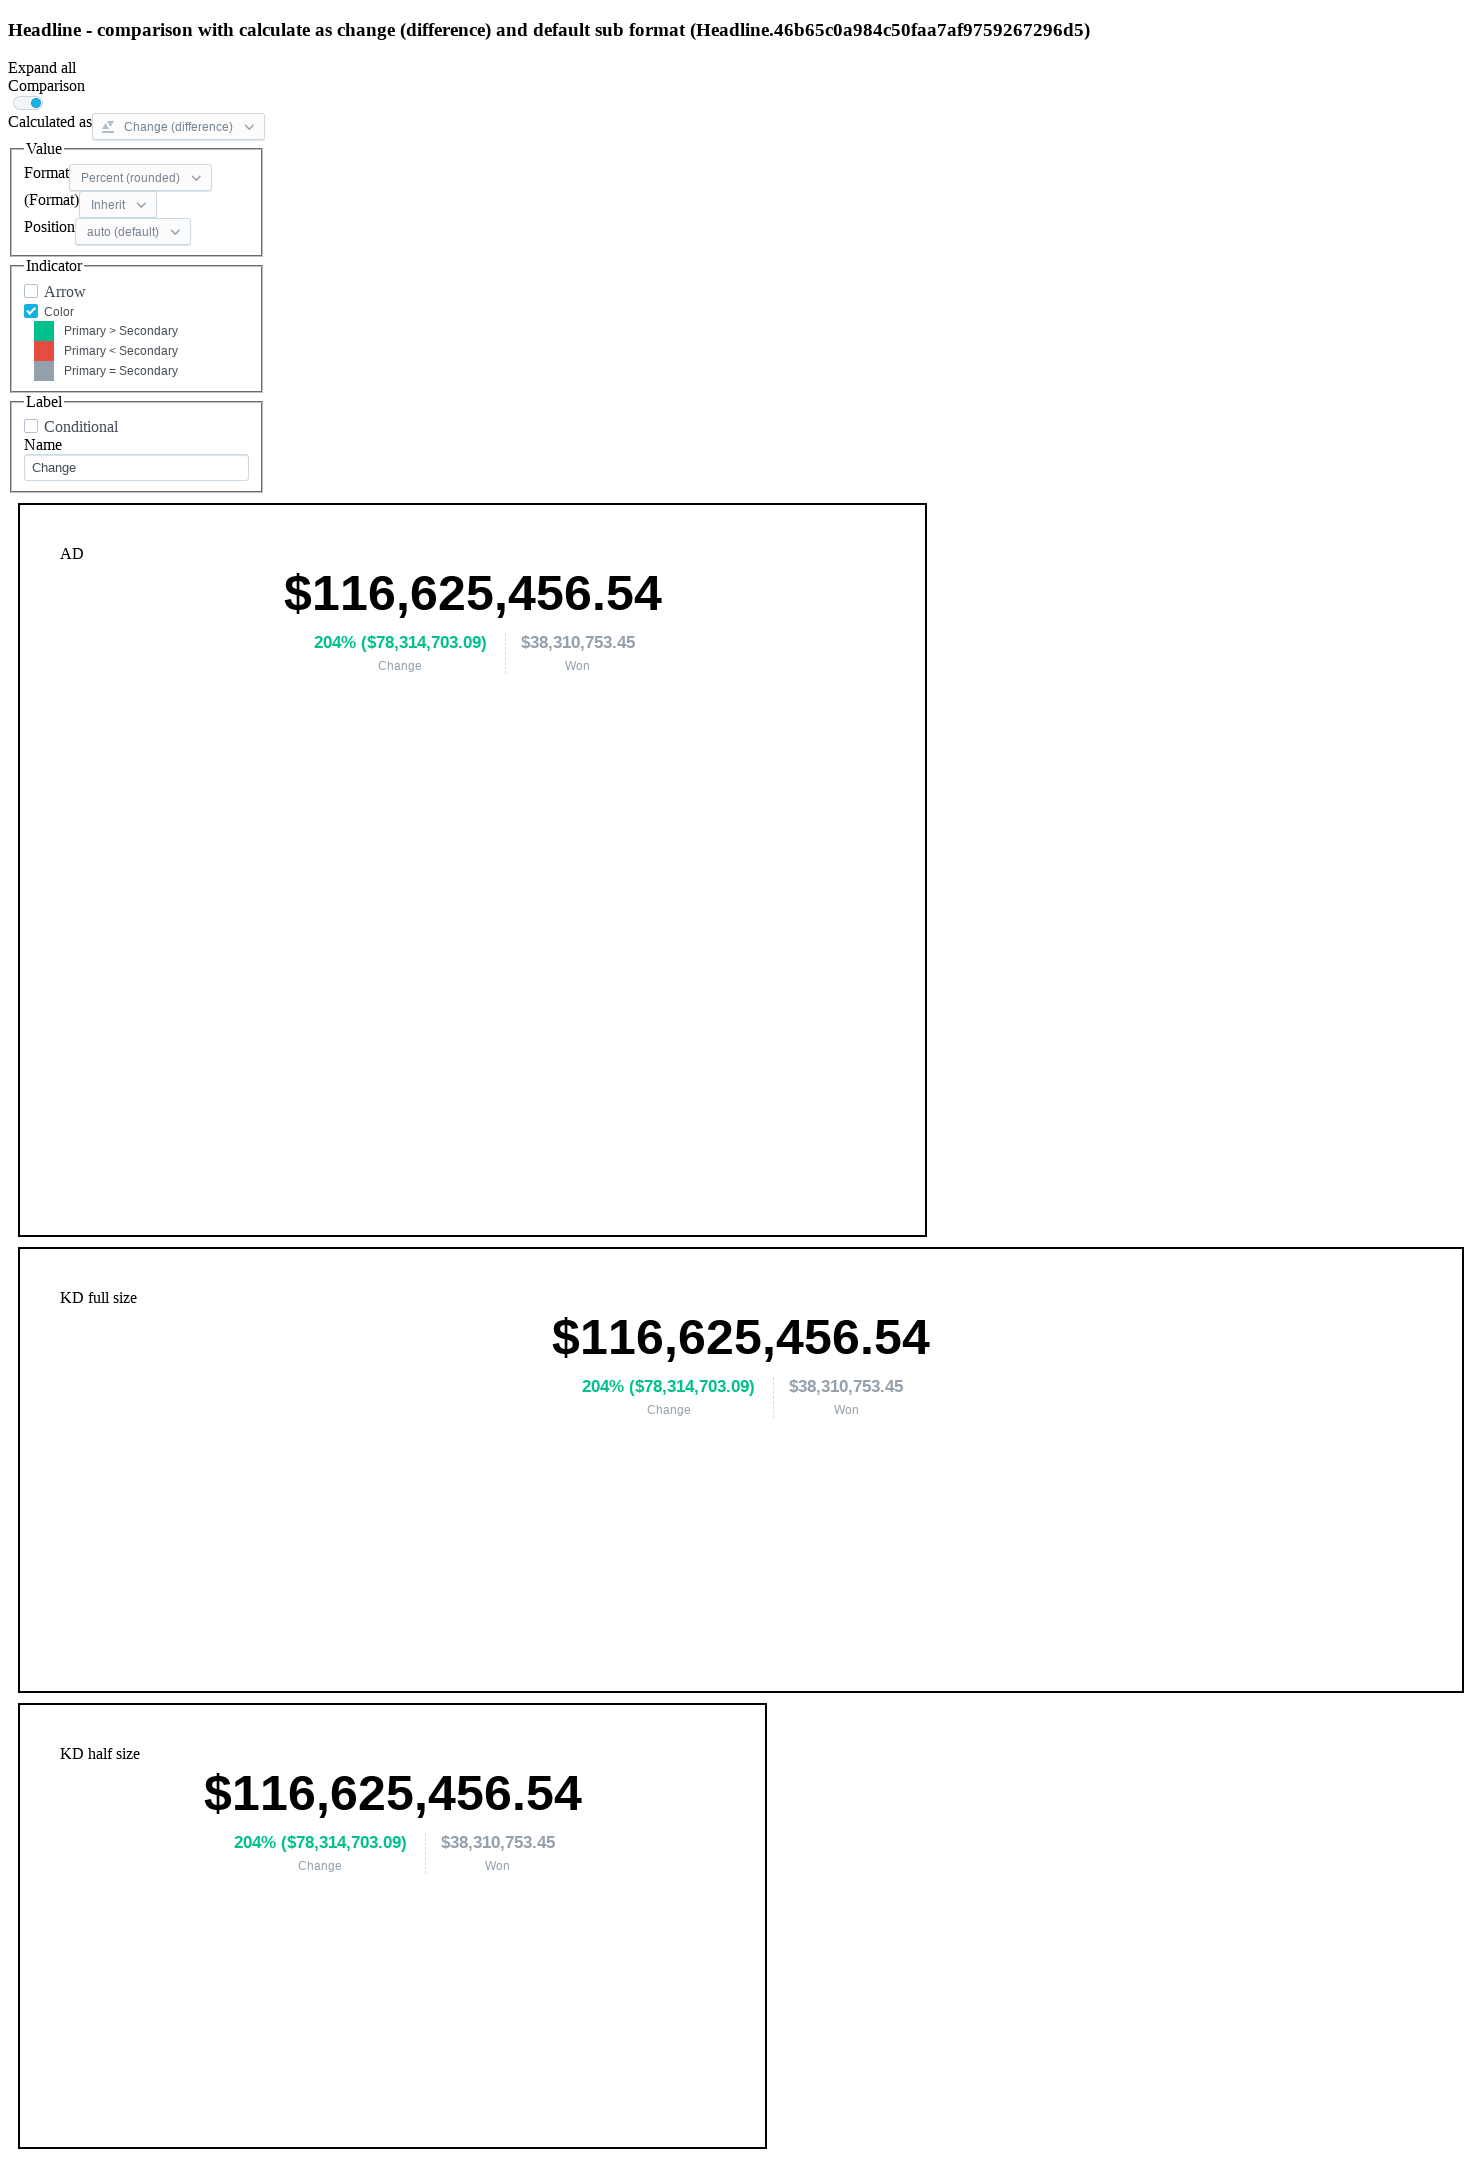 Headline - comparison with calculate as change (difference) and default sub format (Headline.46b65c0a984c50faa7af9759267296d5)
Expand all
Comparison
Calculated as Change (difference)
Value
Format Percent (rounded)
(Format) Inherit
Position auto (default)
Indicator
Arrow
Color
Primary > Secondary
Primary < Secondary
Primary = Secondary
Label
Conditional
Name
Change
AD
$116,625,456.54
204% ($78,314,703.09) $38,310,753.45
Change Won
KD full size
$116,625,456.54
204% ($78,314,703.09) $38,310,753.45
Change Won
KD half size
$116,625,456.54
204% ($78,314,703.09) $38,310,753.45
Change Won